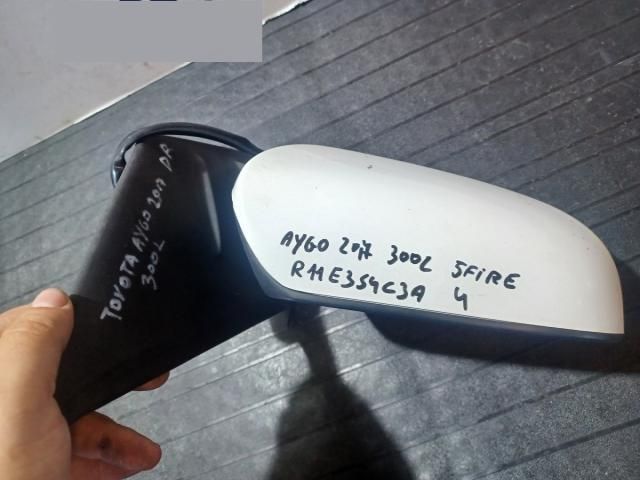 TOYOTA AYGO 2017 DR
300L
AYGO 2017 300L 5FIRE
R11E354C3A 4